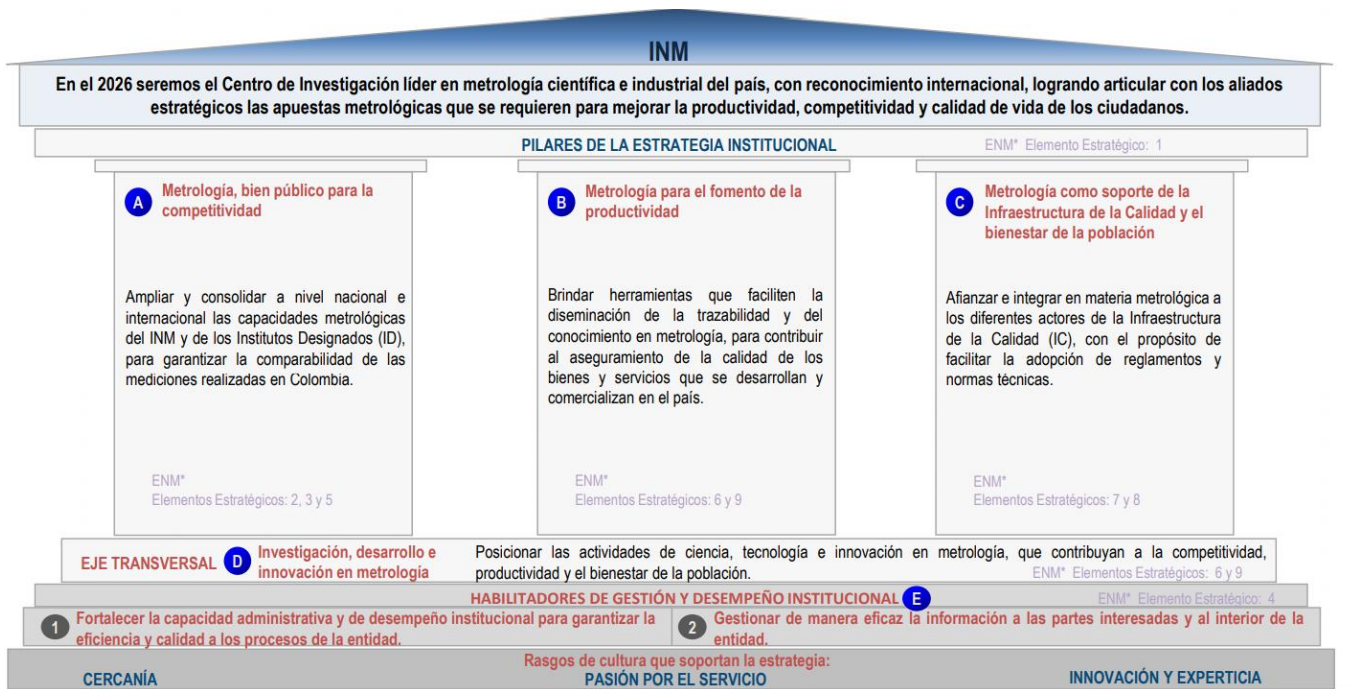 INM
En el 2026 seremos el Centro de Investigación líder en metrología científica e industrial del país, con reconocimiento internacional, logrando articular con los aliados
estratégicos las apuestas metrológicas que se requieren para mejorar la productividad, competitividad y calidad de vida de los ciudadanos.
PILARES DE LA ESTRATEGIA INSTITUCIONAL
ENM* Elemento Estratégico: 1
A
Metrología, bien público para la
competitividad
Ampliar y consolidar a nivel nacional e
internacional las capacidades metrológicas
del INM y de los Institutos Designados (ID),
para garantizar la comparabilidad de las
mediciones realizadas en Colombia.
ENM*
Elementos Estratégicos: 2, 3 y 5
B
Metrología para el fomento de la
productividad
Brindar herramientas que faciliten la
diseminación de la trazabilidad y del
conocimiento en metrología, para contribuir
al aseguramiento de la calidad de los
bienes y servicios que se desarrollan y
comercializan en el país.
ENM*
Elementos Estratégicos: 6 y 9
C
Metrología como soporte de la
Infraestructura de la Calidad y el
bienestar de la población
Afianzar e integrar en materia metrológica a
los diferentes actores de la Infraestructura
de la Calidad (IC), con el propósito de
facilitar la adopción de reglamentos y
normas técnicas.
ENM*
Elementos Estratégicos: 7 y 8
EJE TRANSVERSAL
D
Investigación, desarrollo e
innovación en metrología
Posicionar las actividades de ciencia, tecnología e innovación en metrología, que contribuyan a la competitividad,
productividad y el bienestar de la población.
ENM* Elementos Estratégicos: 6 y 9
HABILITADORES DE GESTIÓN Y DESEMPEÑO INSTITUCIONAL E
ENM* Elemento Estratégico: 4
1
Fortalecer la capacidad administrativa y de desempeño institucional para garantizar la
eficiencia y calidad a los procesos de la entidad.
2
Gestionar de manera eficaz la información a las partes interesadas y al interior de la
entidad.
Rasgos de cultura que soportan la estrategia:
CERCANÍA
PASIÓN POR EL SERVICIO
INNOVACIÓN Y EXPERTICIA